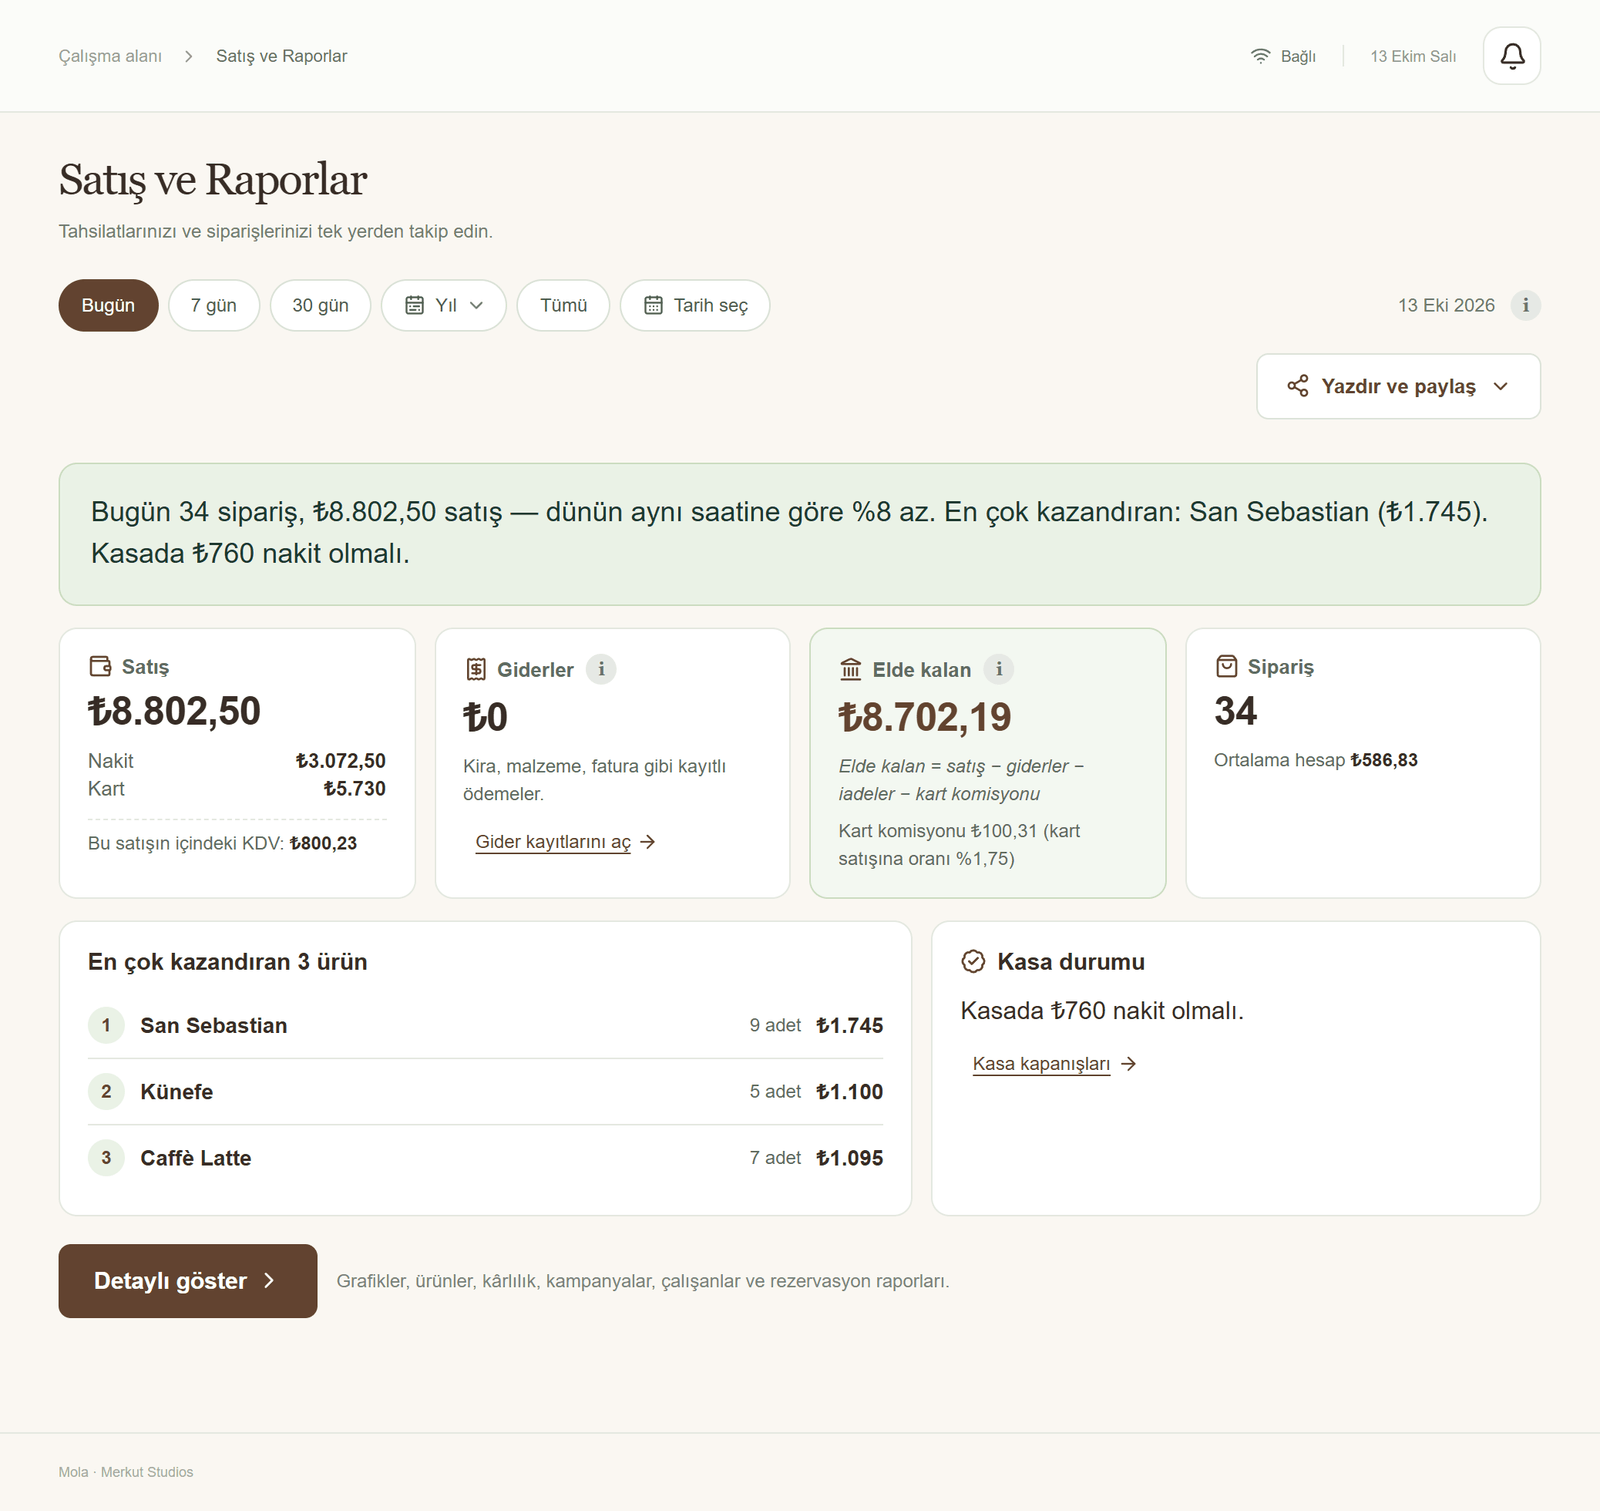 Çalışma alanı > Satış ve Raporlar
Bağlı
13 Ekim Salı
Satış ve Raporlar
Tahsilatlarınızı ve siparişlerinizi tek yerden takip edin.
Bugün
7 gün
30 gün
Yıl
Tümü
Tarih seç
13 Eki 2026 i
Yazdır ve paylaş
Bugün 34 sipariş, ₺8.802,50 satış — dünün aynı saatine göre %8 az. En çok kazandıran: San Sebastian (₺1.745).
Kasada ₺760 nakit olmalı.
Satış
₺8.802,50
Nakit ₺3.072,50
Kart ₺5.730
Bu satışın içindeki KDV: ₺800,23
Giderler i
₺0
Kira, malzeme, fatura gibi kayıtlı
ödemeler.
Gider kayıtlarını aç →
Elde kalan i
₺8.702,19
Elde kalan = satış − giderler −
iadeler − kart komisyonu
Kart komisyonu ₺100,31 (kart
satışına oranı %1,75)
Sipariş
34
Ortalama hesap ₺586,83
En çok kazandıran 3 ürün
1 San Sebastian 9 adet ₺1.745
2 Künefe 5 adet ₺1.100
3 Caffè Latte 7 adet ₺1.095
Kasa durumu
Kasada ₺760 nakit olmalı.
Kasa kapanışları →
Detaylı göster >
Grafikler, ürünler, kârlılık, kampanyalar, çalışanlar ve rezervasyon raporları.
Mola · Merkut Studios